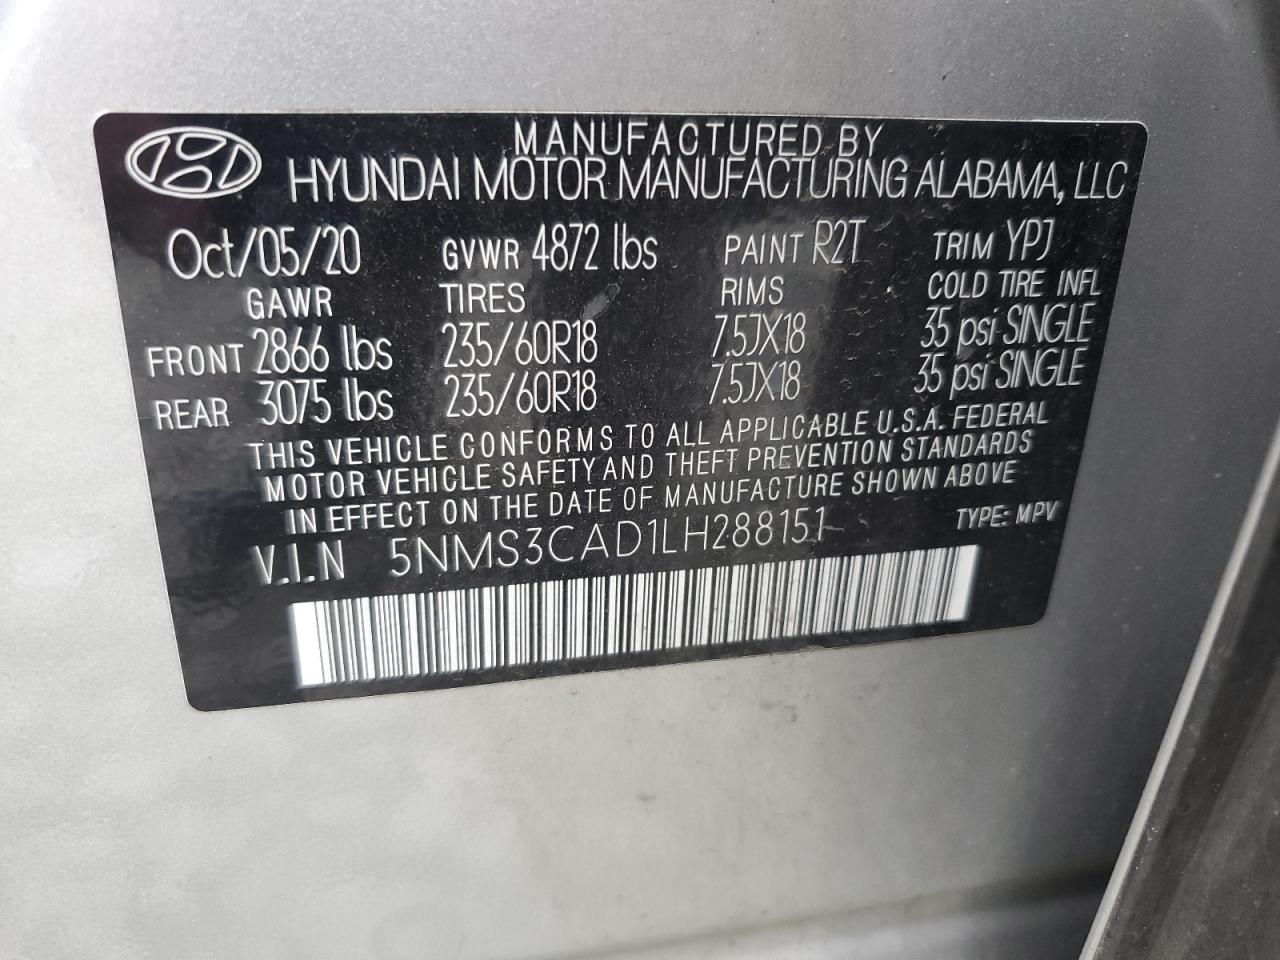 MANUFACTURED BY
HYUNDAI MOTOR MANUFACTURING ALABAMA, LLC
Oct/05/20 GVWR 4872 lbs PAINT R2T TRIM YPJ
GAWR TIRES RIMS COLD TIRE INFL
FRONT 2866 lbs 235/60R18 7.5JX18 35 psi SINGLE
REAR 3075 lbs 235/60R18 7.5JX18 35 psi SINGLE
THIS VEHICLE CONFORMS TO ALL APPLICABLE U.S.A. FEDERAL
MOTOR VEHICLE SAFETY AND THEFT PREVENTION STANDARDS
IN EFFECT ON THE DATE OF MANUFACTURE SHOWN ABOVE
V.I.N 5NMS3CAD1LH288151 TYPE: MPV